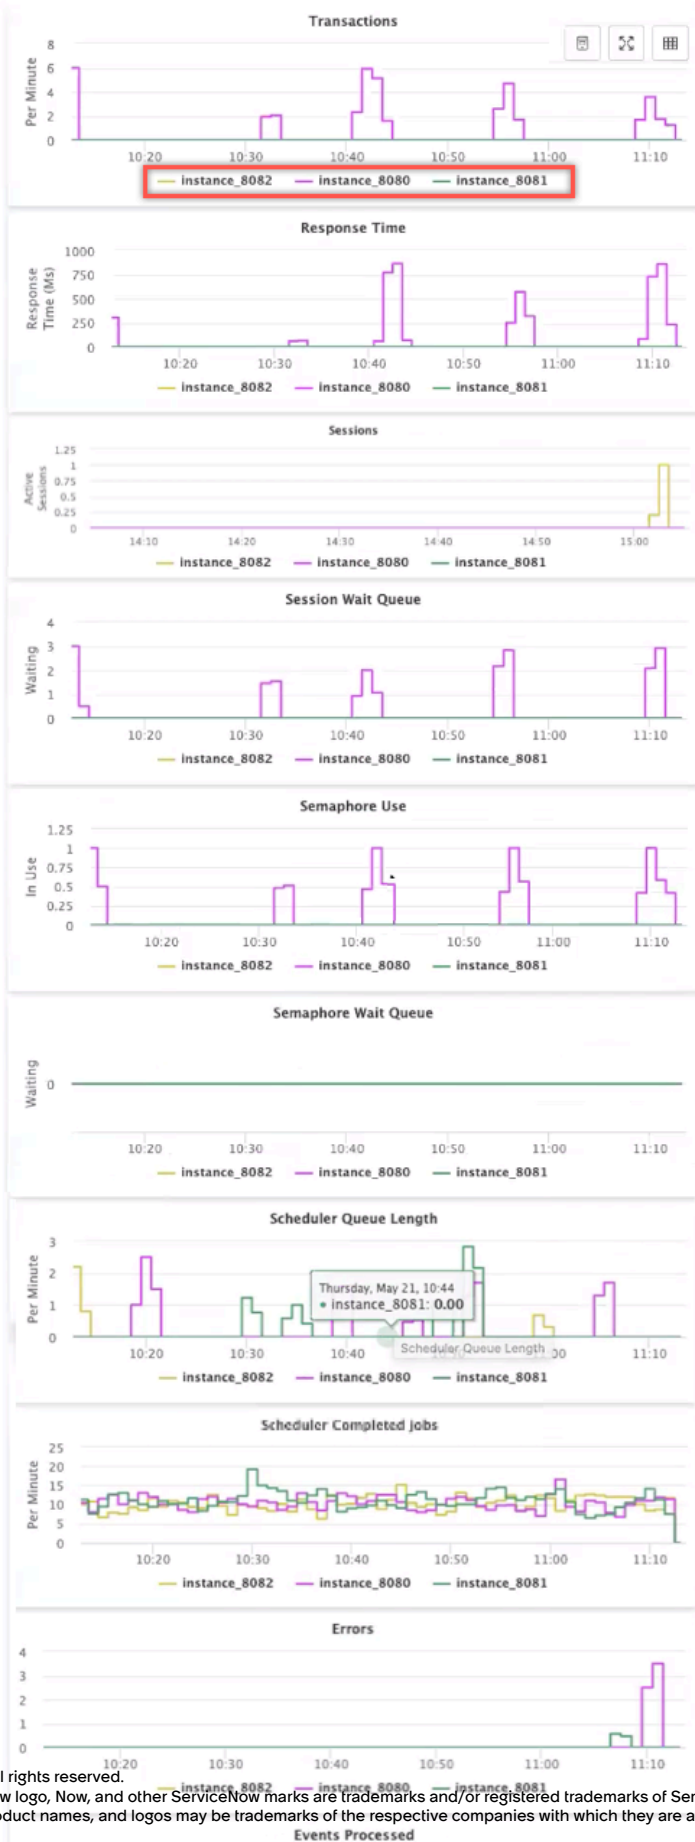 Transactions
8
6
4
2
0
Per Minute
10:20 10:30 10:40 10:50 11:00 11:10
instance_8082 instance_8080 instance_8081
Response Time
1000
750
500
250
0
Response
Time (Ms)
10:20 10:30 10:40 10:50 11:00 11:10
instance_8082 instance_8080 instance_8081
Sessions
1.25
1
0.75
0.5
0.25
0
Active
Sessions
14:10 14:20 14:30 14:40 14:50 15:00
instance_8082 instance_8080 instance_8081
Session Wait Queue
4
3
2
1
0
Waiting
10:20 10:30 10:40 10:50 11:00 11:10
instance_8082 instance_8080 instance_8081
Semaphore Use
1.25
1
0.75
0.5
0.25
0
In Use
10:20 10:30 10:40 10:50 11:00 11:10
instance_8082 instance_8080 instance_8081
Semaphore Wait Queue
0
Waiting
10:20 10:30 10:40 10:50 11:00 11:10
instance_8082 instance_8080 instance_8081
Scheduler Queue Length
3
2
1
0
Per Minute
Thursday, May 21, 10:44
instance_8081: 0.00
Scheduler Queue Length
10:20 10:30 10:40 11:10
instance_8082 instance_8080 instance_8081
Scheduler Completed jobs
25
20
15
10
5
0
Per Minute
10:20 10:30 10:40 10:50 11:00 11:10
instance_8082 instance_8080 instance_8081
Errors
4
3
2
1
0
10:20 10:30 10:40 10:50 11:00 11:10
l rights reserved.
instance_8082 instance_8080 instance_8081
w logo, Now, and other ServiceNow marks are trademarks and/or registered trademarks of Ser
oduct names, and logos may be trademarks of the respective companies with which they are a
Events Processed